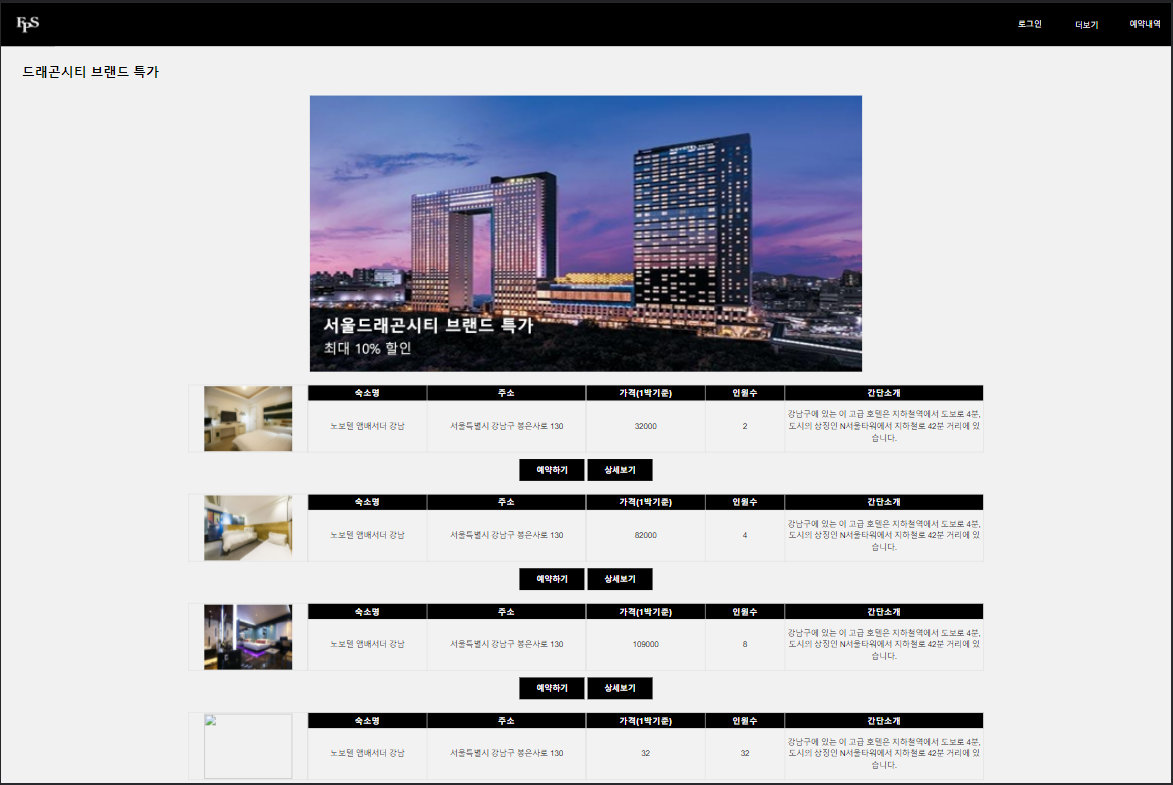 FPS
로그인 더보기 예약내역
드래곤시티 브랜드 특가
NOVOTEL
서울드래곤시티 브랜드 특가
최대 10% 할인
숙소명 주소 가격(1박기준) 인원수 간단소개
노보텔 앰배서더 강남 서울특별시 강남구 봉은사로 130 32000 2 강남구에 있는 이 고급 호텔은 지하철역에서 도보로 4분,
도시의 상징인 N서울타워에서 지하철로 42분 거리에 있
습니다.
예약하기 상세보기
숙소명 주소 가격(1박기준) 인원수 간단소개
노보텔 앰배서더 강남 서울특별시 강남구 봉은사로 130 82000 4 강남구에 있는 이 고급 호텔은 지하철역에서 도보로 4분,
도시의 상징인 N서울타워에서 지하철로 42분 거리에 있
습니다.
예약하기 상세보기
숙소명 주소 가격(1박기준) 인원수 간단소개
노보텔 앰배서더 강남 서울특별시 강남구 봉은사로 130 109000 8 강남구에 있는 이 고급 호텔은 지하철역에서 도보로 4분,
도시의 상징인 N서울타워에서 지하철로 42분 거리에 있
습니다.
예약하기 상세보기
숙소명 주소 가격(1박기준) 인원수 간단소개
노보텔 앰배서더 강남 서울특별시 강남구 봉은사로 130 32 32 강남구에 있는 이 고급 호텔은 지하철역에서 도보로 4분,
도시의 상징인 N서울타워에서 지하철로 42분 거리에 있
습니다.